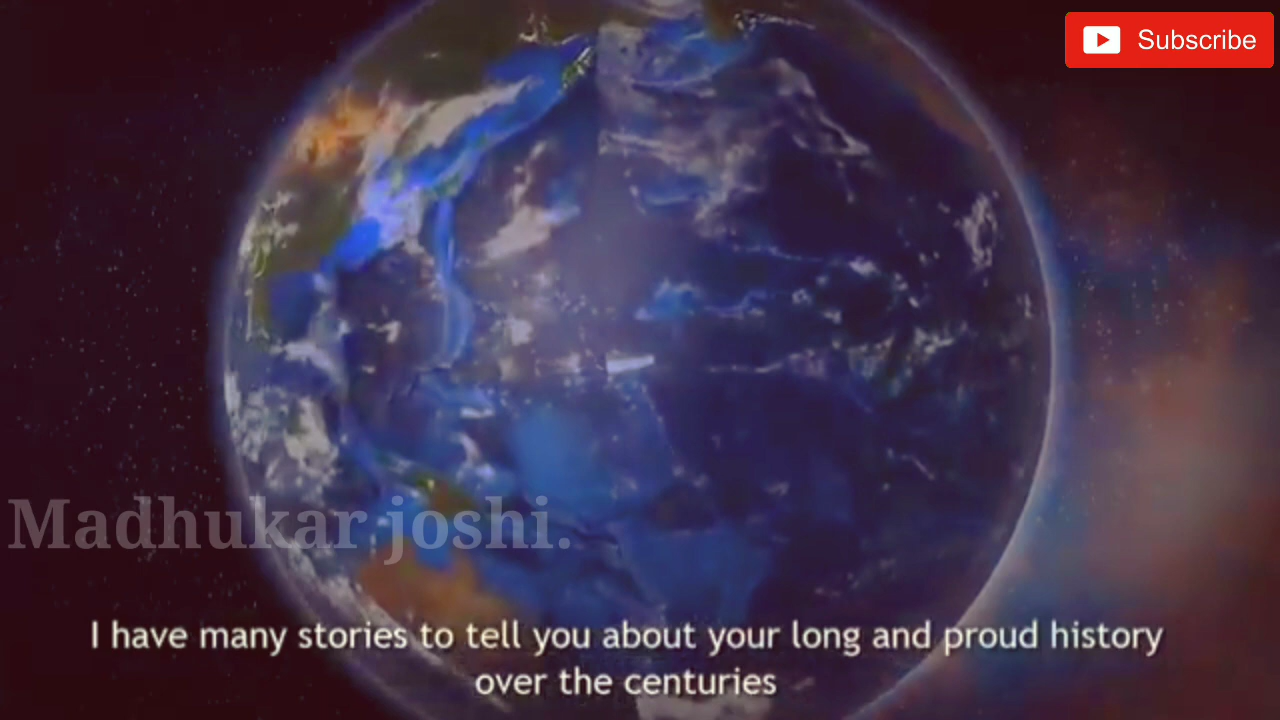 Subscribe
Madhukar joshi.
I have many stories to tell you about your long and proud history
over the centuries